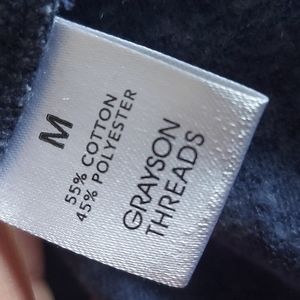 M
55% COTTON
45% POLYESTER
GRAYSON
THREADS